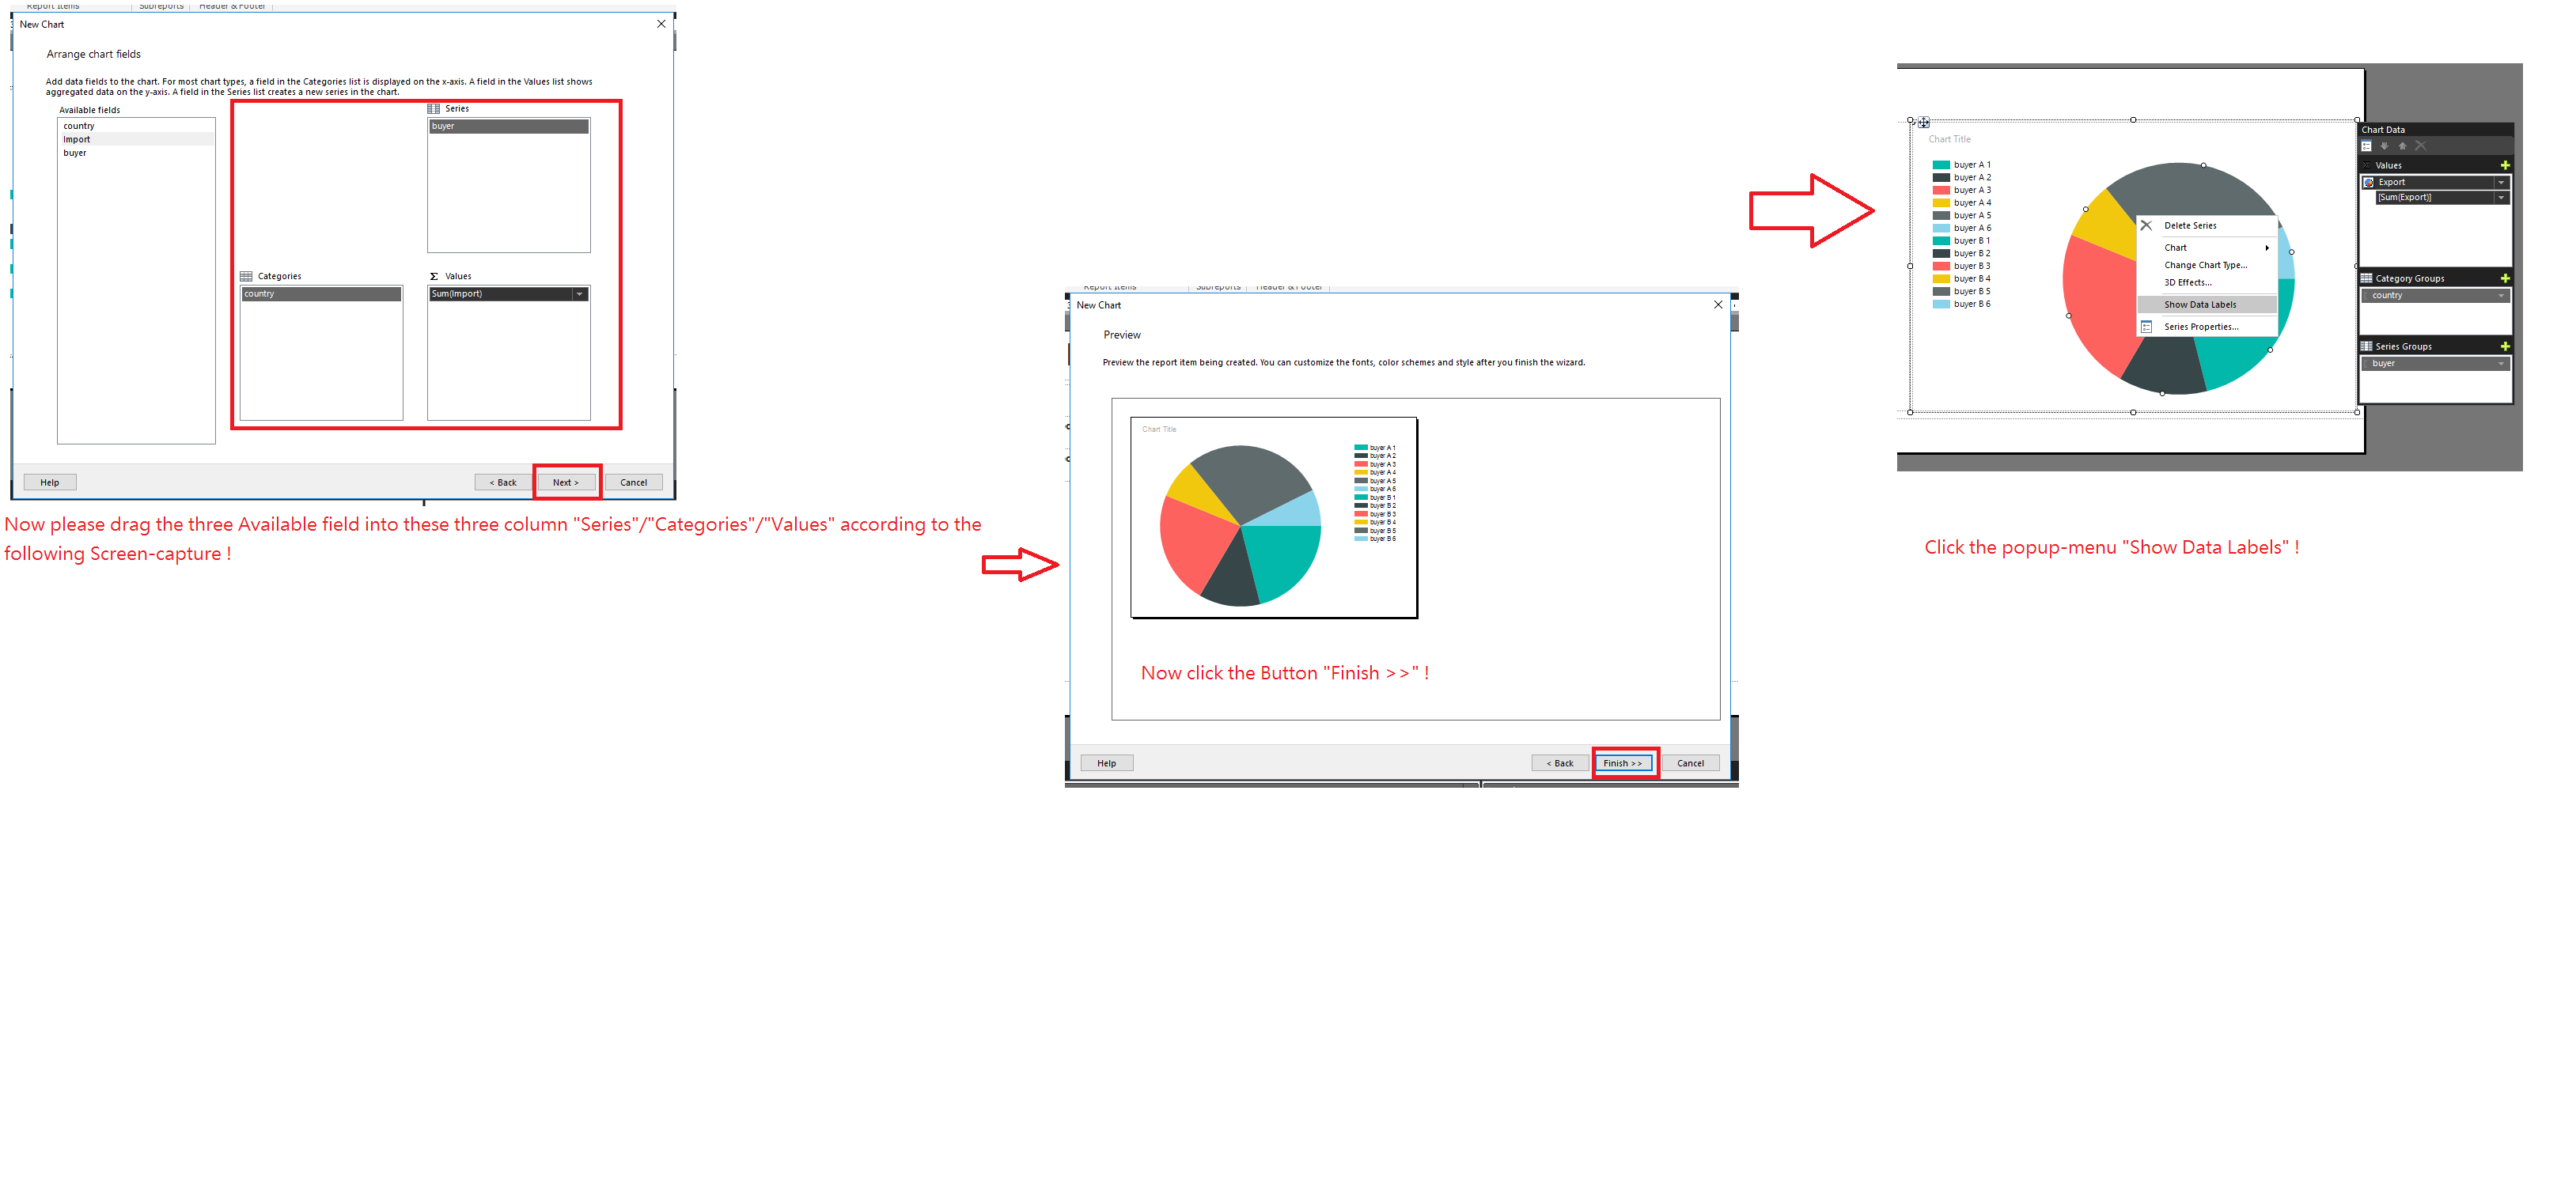 Report Items Subreports Header & Footer
New Chart
Arrange chart fields
Add data fields to the chart. For most chart types, a field in the Categories list is displayed on the x-axis. A field in the Values list shows
aggregated data on the y-axis. A field in the Series list creates a new series in the chart.
Available fields
country
Import
buyer
Series
buyer
Categories
country
Σ Values
Sum(Import)
Help
< Back
Next >
Cancel
Now please drag the three Available field into these three column "Series"/"Categories"/"Values" according to the
following Screen-capture !
Report Items Subreports Header & Footer
New Chart
Preview
Preview the report item being created. You can customize the fonts, color schemes and style after you finish the wizard.
Chart Title
buyer A 1
buyer A 2
buyer A 3
buyer A 4
buyer A 5
buyer A 6
buyer B 1
buyer B 2
buyer B 3
buyer B 4
buyer B 5
buyer B 6
Now click the Button "Finish >>" !
Help
< Back
Finish >>
Cancel
Chart Title
buyer A 1
buyer A 2
buyer A 3
buyer A 4
buyer A 5
buyer A 6
buyer B 1
buyer B 2
buyer B 3
buyer B 4
buyer B 5
buyer B 6
Delete Series
Chart
Change Chart Type...
3D Effects...
Show Data Labels
Series Properties...
Chart Data
Values
Export
[Sum(Export)]
Category Groups
country
Series Groups
buyer
Click the popup-menu "Show Data Labels" !